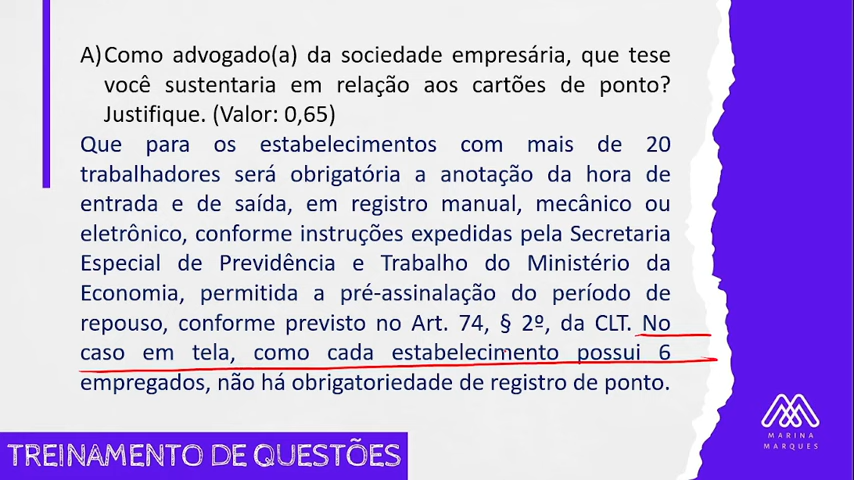 A) Como advogado(a) da sociedade empresária, que tese
você sustentaria em relação aos cartões de ponto?
Justifique. (Valor: 0,65)
Que para os estabelecimentos com mais de 20
trabalhadores será obrigatória a anotação da hora de
entrada e de saída, em registro manual, mecânico ou
eletrônico, conforme instruções expedidas pela Secretaria
Especial de Previdência e Trabalho do Ministério da
Economia, permitida a pré-assinalação do período de
repouso, conforme previsto no Art. 74, § 2º, da CLT. No
caso em tela, como cada estabelecimento possui 6
empregados, não há obrigatoriedade de registro de ponto.
TREINAMENTO DE QUESTÕES
MARINA
MARQUES